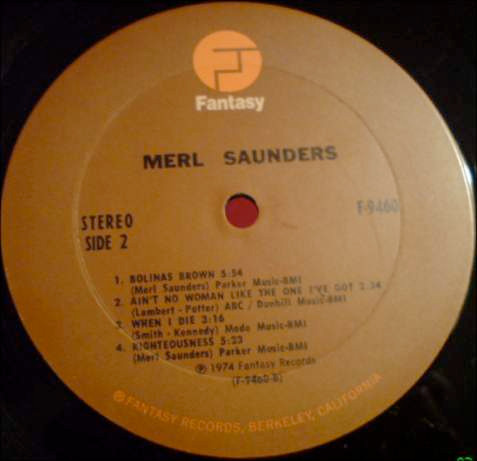 Fantasy
MERL SAUNDERS
STEREO
SIDE 2
F-9460
1. BOLINAS BROWN 5:54
(Merl Saunders) Parker Music-BMI
2. AIN'T NO WOMAN LIKE THE ONE I'VE GOT 2:34
(Lambert - Potter) ABC / Dunhill Music-BMI
3. WHEN I DIE 3:16
(Smith - Kennedy) Modo Music-BMI
4. RIGHTEOUSNESS 5:23
(Merl Saunders) Parker Music-BMI
Ⓟ 1974 Fantasy Records
(F-9460-B)
Ⓟ FANTASY RECORDS, BERKELEY, CALIFORNIA